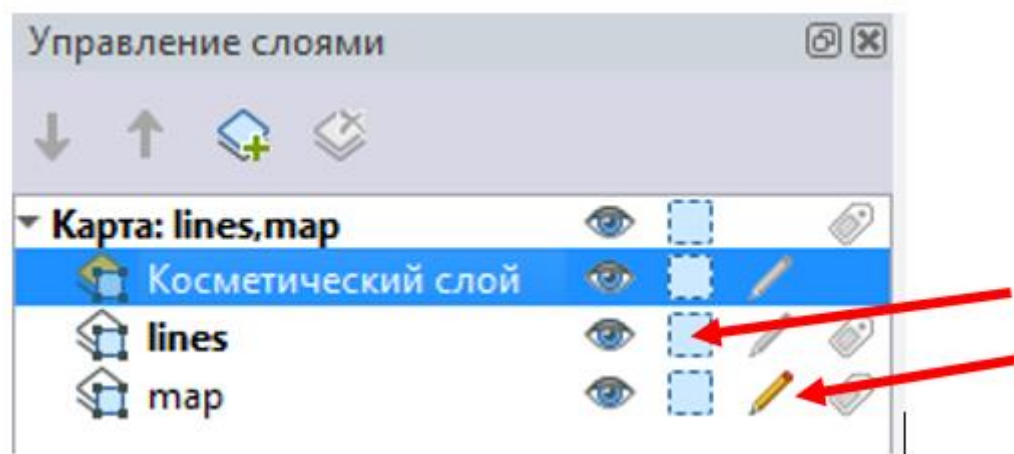 Управление слоями
Карта: lines,map
Косметический слой
lines
map